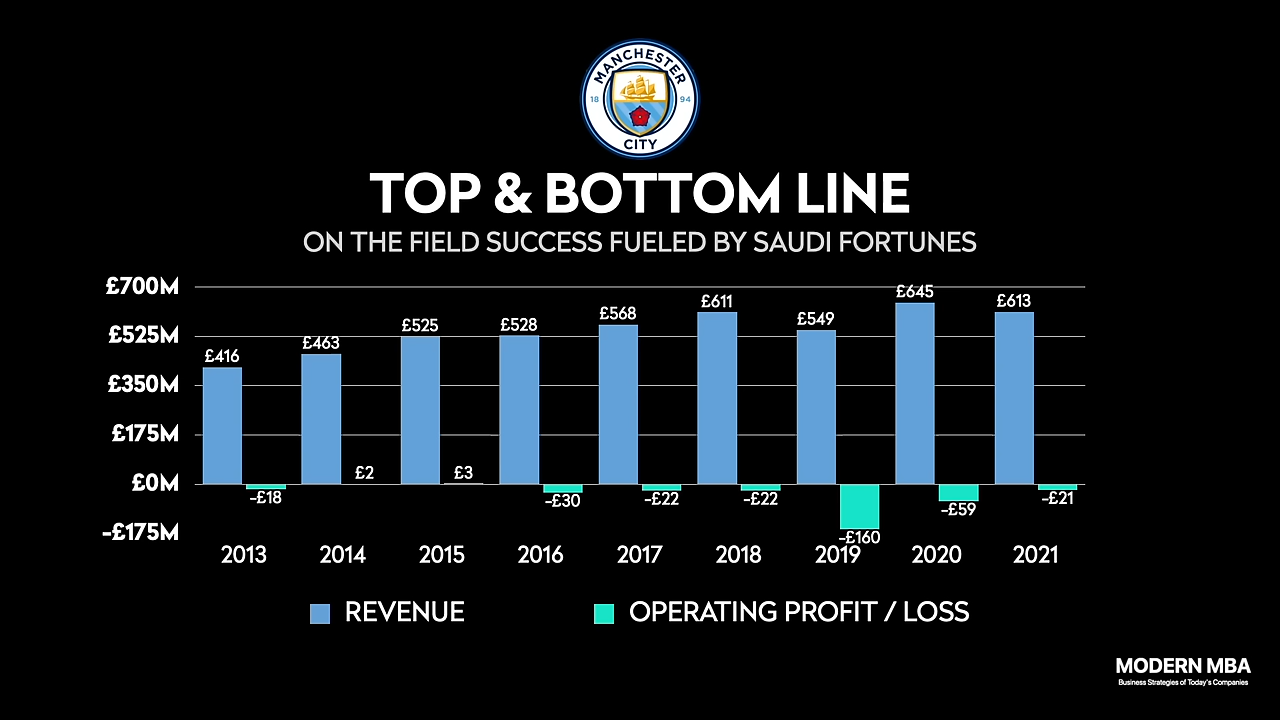 MANCHESTER
18 94
CITY
TOP & BOTTOM LINE
ON THE FIELD SUCCESS FUELED BY SAUDI FORTUNES
£700M
£525M
£350M
£175M
£0M
-£175M
£416
£463
£525
£528
£568
£611
£549
£645
£613
-£18
£2
£3
-£30
-£22
-£22
-£160
-£59
-£21
2013 2014 2015 2016 2017 2018 2019 2020 2021
REVENUE OPERATING PROFIT / LOSS
MODERN MBA
Business Strategies of Today's Companies